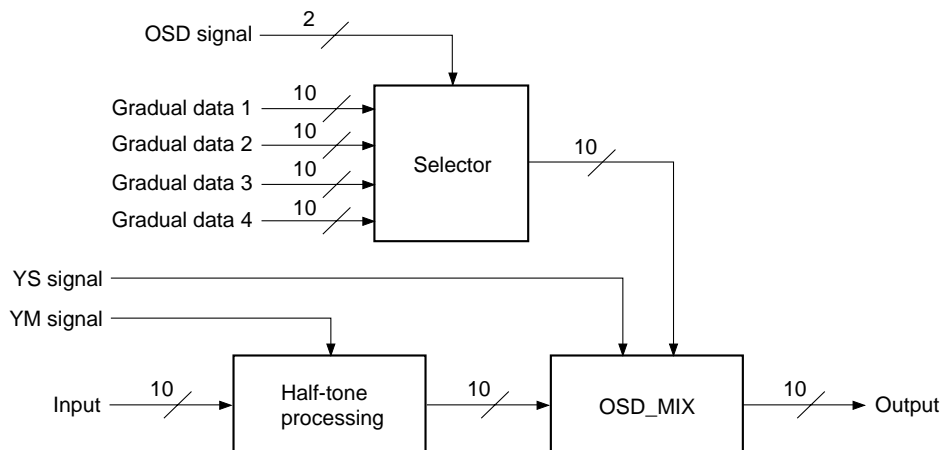 OSD signal
2
Gradual data 1
10
Gradual data 2
10
Gradual data 3
10
Gradual data 4
10
Selector
10
YS signal
YM signal
Input
10
Half-tone
processing
10
OSD_MIX
10
Output